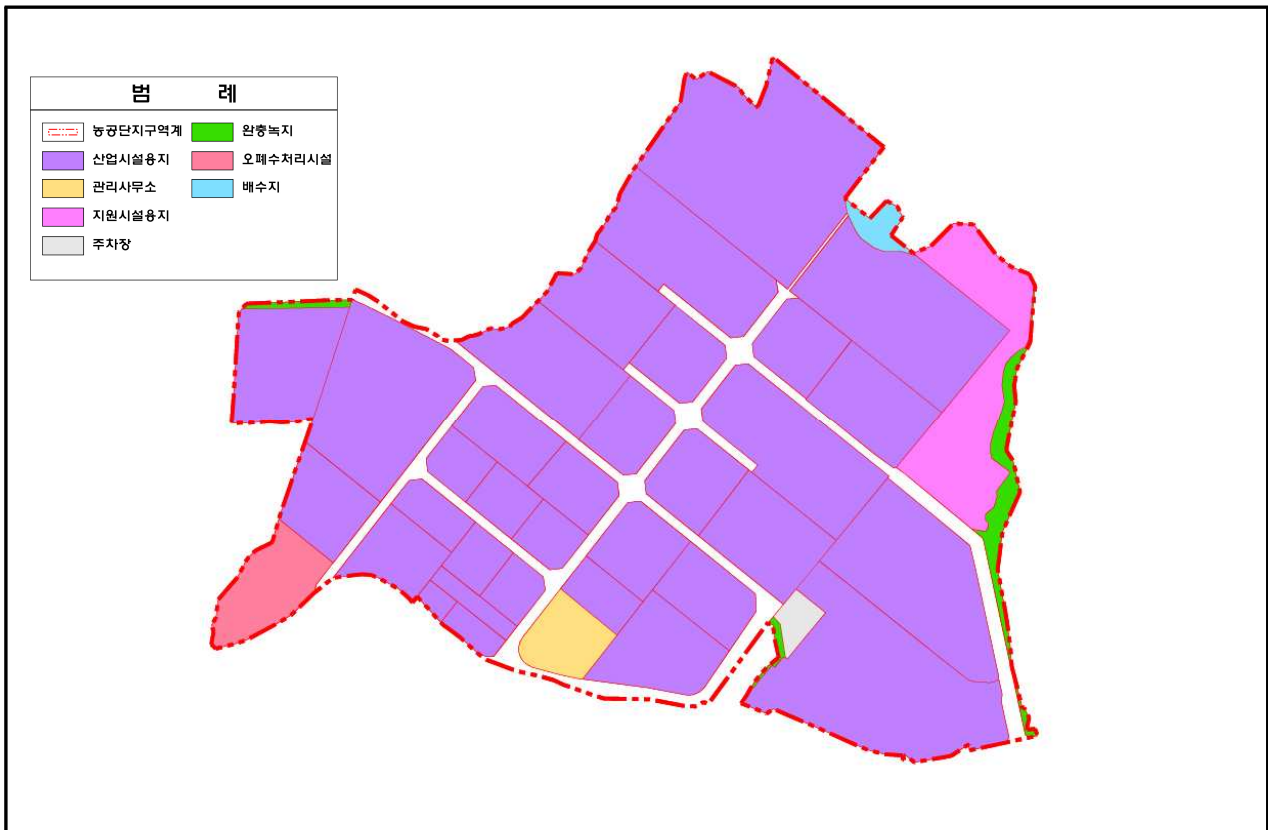 범 례
농공단지구역계
산업시설용지
관리사무소
지원시설용지
주차장
완충녹지
오폐수처리시설
배수지